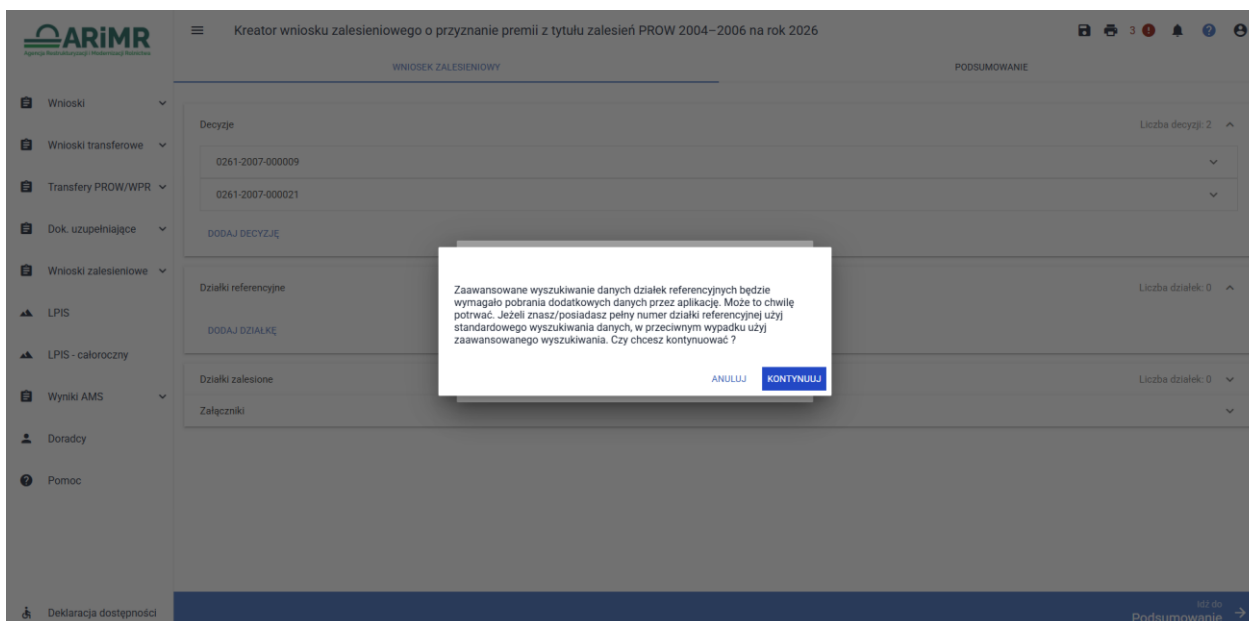 ARiMR
Agencja Restrukturyzacji i Modernizacji Rolnictwa
Kreator wniosku zalesieniowego o przyznanie premii z tytułu zalesień PROW 2004–2006 na rok 2026
3
WNIOSEK ZALESIENIOWY
PODSUMOWANIE
Wnioski
Wnioski transferowe
Transfery PROW/WPR
Dok. uzupełniające
Wnioski zalesieniowe
LPIS
LPIS - całoroczny
Wyniki AMS
Doradcy
Pomoc
Deklaracja dostępności
Decyzje
Liczba decyzji: 2
0261-2007-000009
0261-2007-000021
DODAJ DECYZJĘ
Działki referencyjne
Liczba działek: 0
DODAJ DZIAŁKĘ
Działki zalesione
Liczba działek: 0
Załączniki
Zaawansowane wyszukiwanie danych działek referencyjnych będzie
wymagało pobrania dodatkowych danych przez aplikację. Może to chwilę
potrwać. Jeżeli znasz/posiadasz pełny numer działki referencyjnej użyj
standardowego wyszukiwania danych, w przeciwnym wypadku użyj
zaawansowanego wyszukiwania. Czy chcesz kontynuować ?
ANULUJ
KONTYNUUJ
Idź do
Podsumowanie